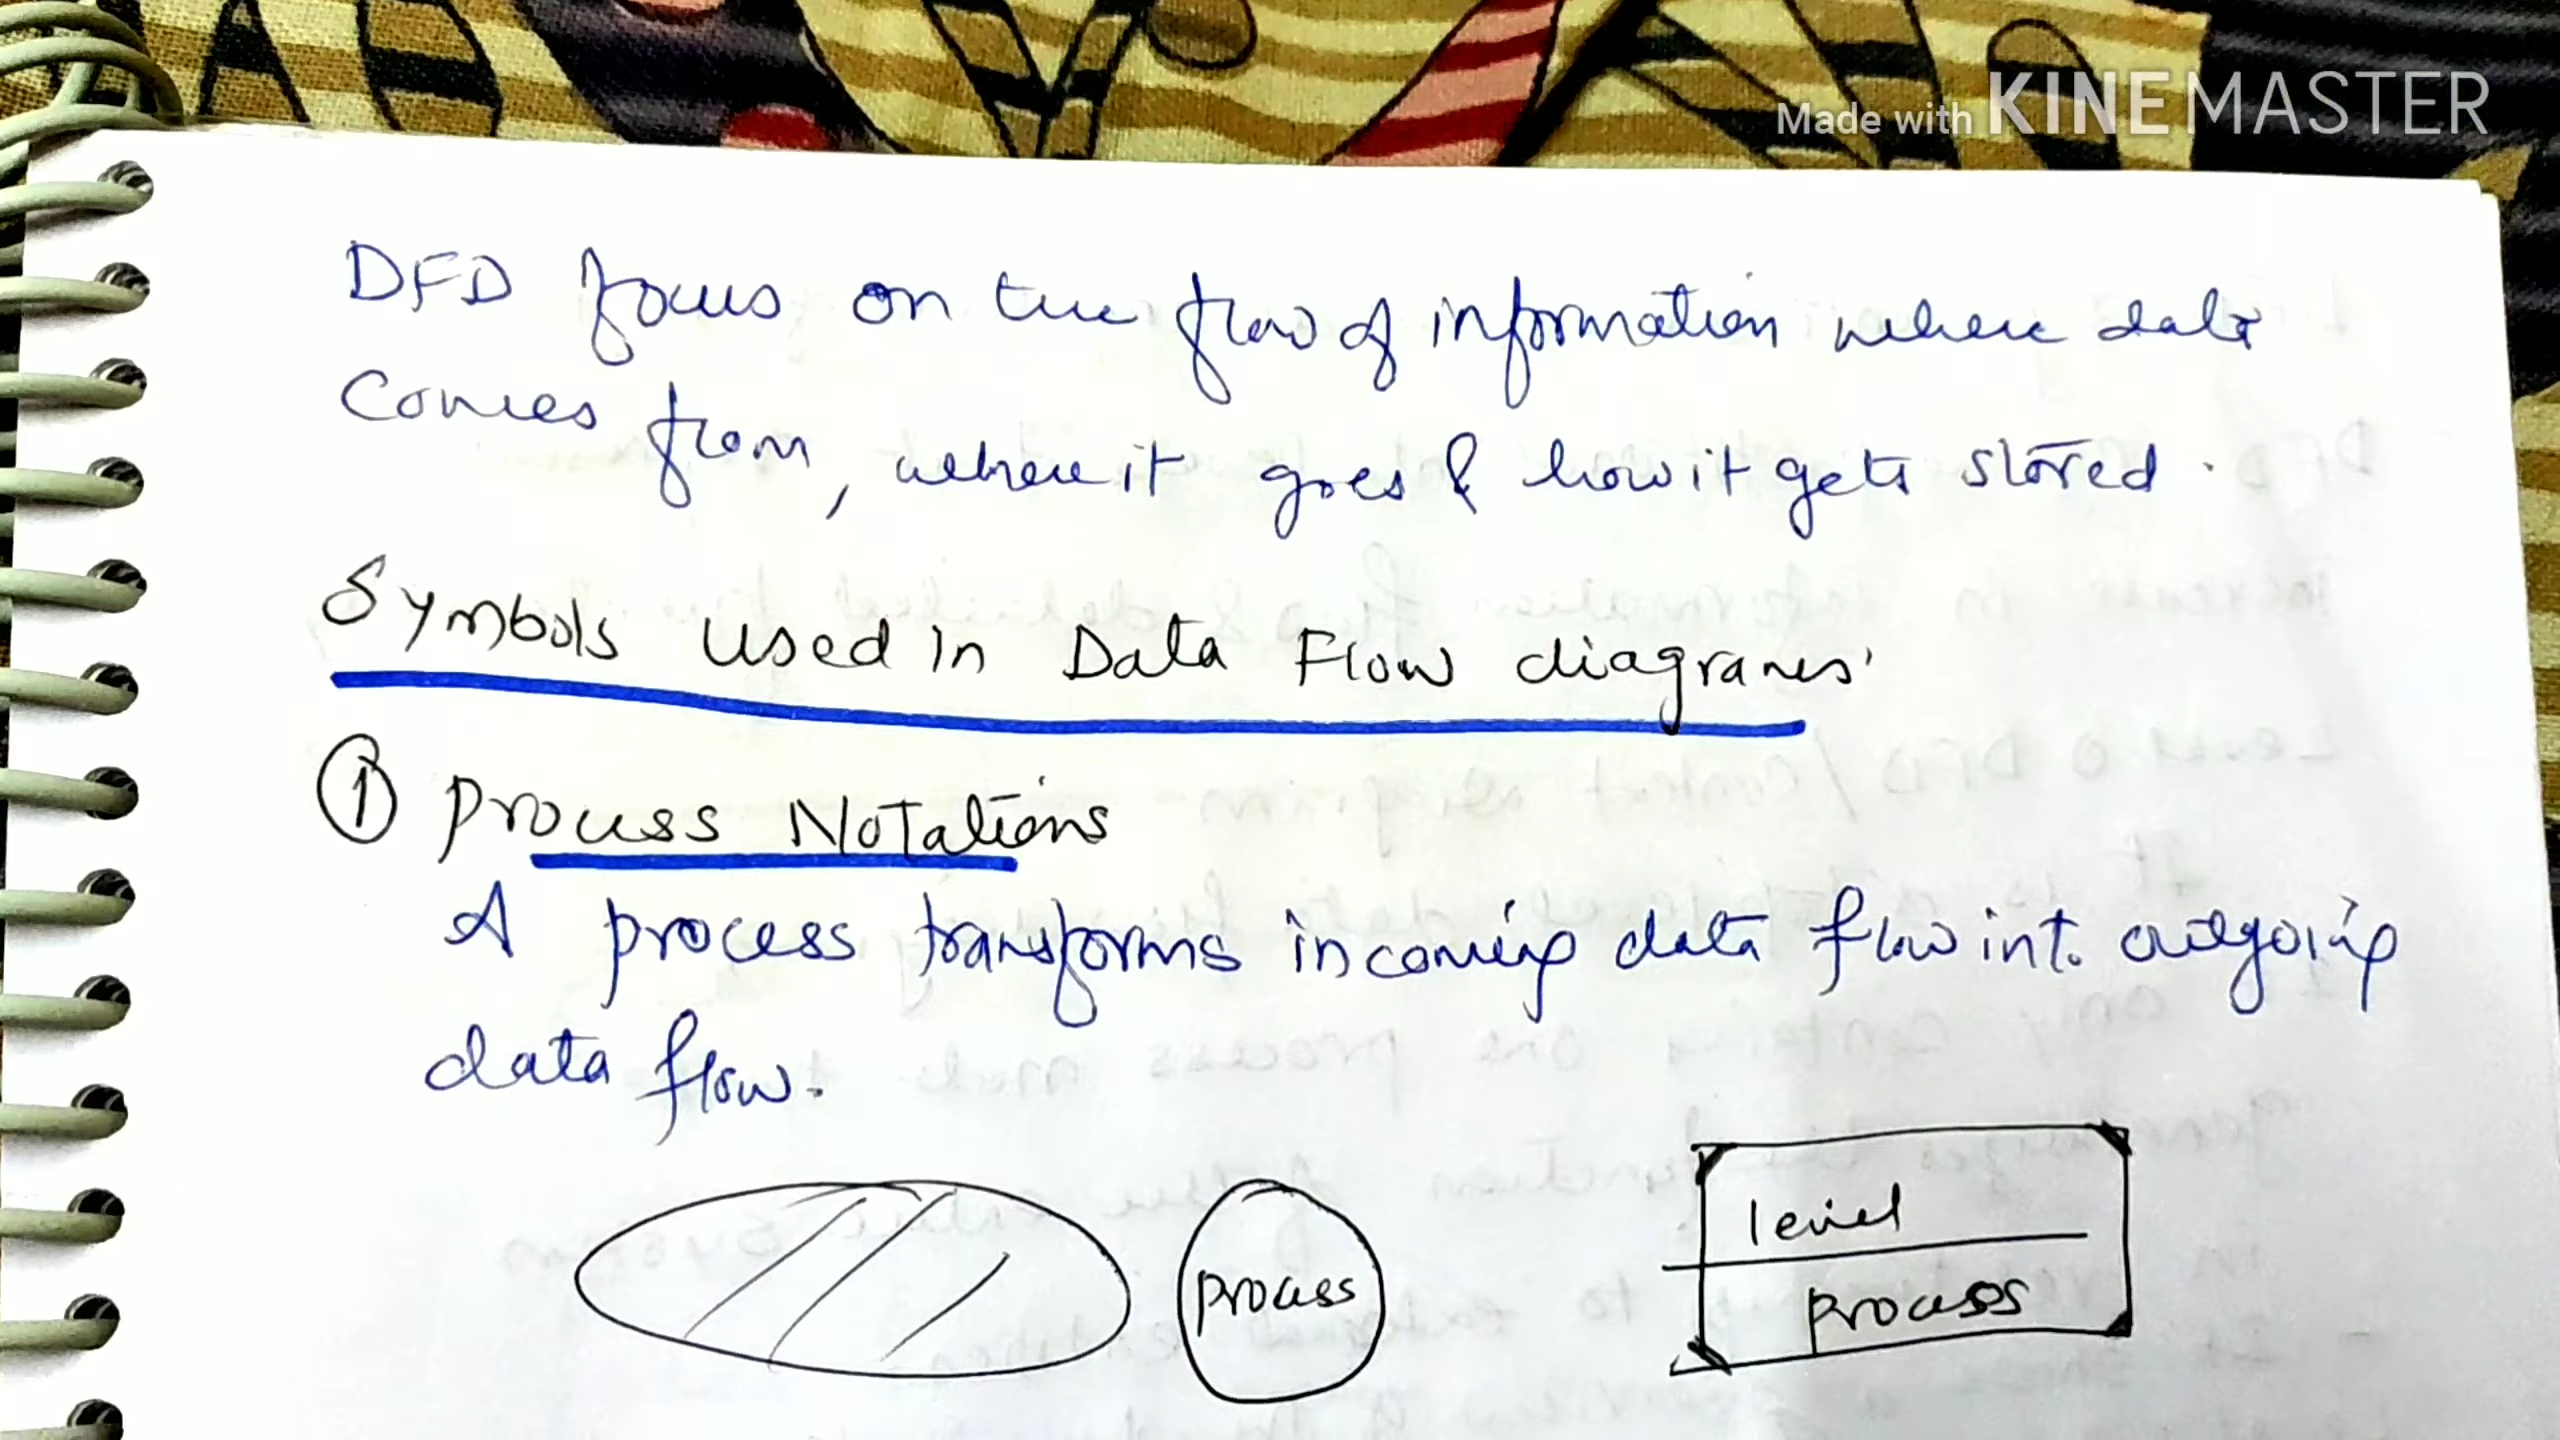 Made with KINEMASTER
DFD focus on the flow of information where data
Comes from, where it goes & how it gets stored.
Symbols used in Data Flow diagrams.
① Process Notations
A process transforms incoming data flow into outgoing
data flow.
process
level
process